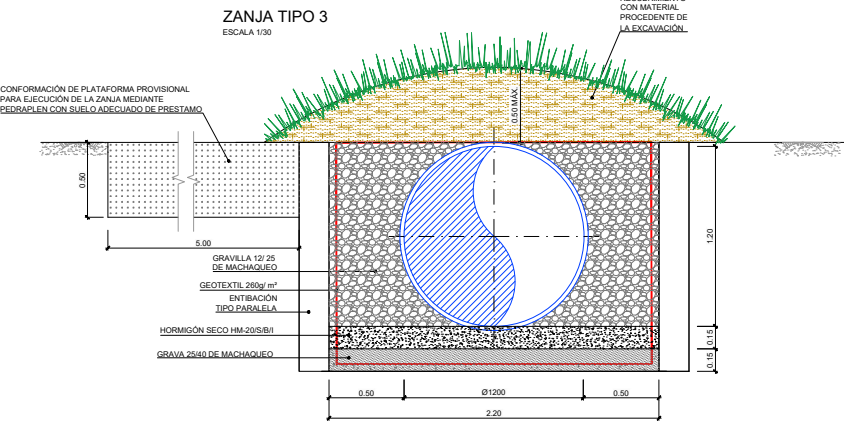 ZANJA TIPO 3
ESCALA 1/30
CON MATERIAL
PROCEDENTE DE
LA EXCAVACIÓN
CONFORMACIÓN DE PLATAFORMA PROVISIONAL
PARA EJECUCIÓN DE LA ZANJA MEDIANTE
PEDRAPLEN CON SUELO ADECUADO DE PRESTAMO
0.50 MÁX.
0.50
5.00
1.20
GRAVILLA 12/ 25
DE MACHAQUEO
GEOTEXTIL 260g/ m²
ENTIBACIÓN
TIPO PARALELA
HORMIGÓN SECO HM-20/S/B/I
GRAVA 25/40 DE MACHAQUEO
0.15
0.15
0.50
Ø1200
0.50
2.20